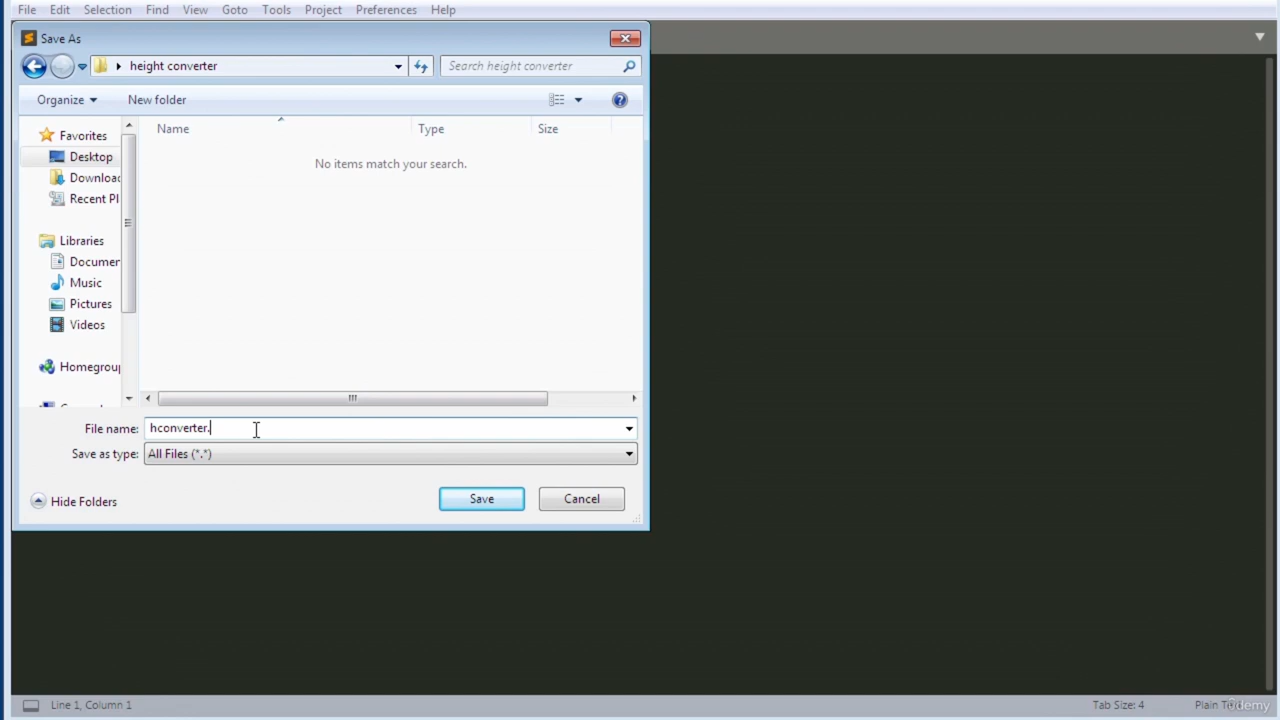 File Edit Selection Find View Goto Tools Project Preferences Help
Save As
height converter
Search height converter
Organize New folder
Name Type Size
No items match your search.
Favorites
Desktop
Downloac
Recent Pl
Libraries
Documer
Music
Pictures
Videos
Homegrou
File name: hconverter.
Save as type: All Files (*.*)
Hide Folders
Save Cancel
Line 1, Column 1
Tab Size: 4
Plain